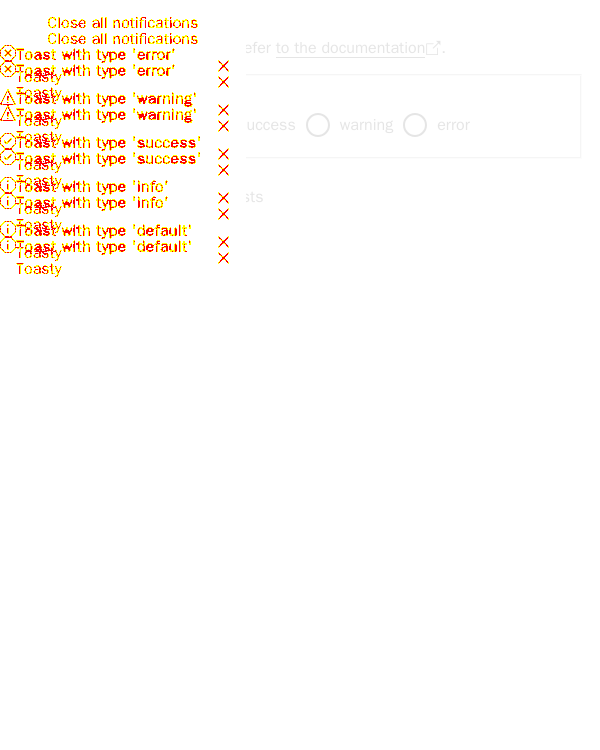 Close all notifications
Close all notifications
Toast with type 'error'
Toast with type 'error'
Toasty
Toasty
Toast with type 'warning'
Toast with type 'warning'
Toasty
Toasty
Toast with type 'success'
Toast with type 'success'
Toasty
Toasty
Toast with type 'info'
Toast with type 'info'
Toasty
Toasty
Toast with type 'default'
Toast with type 'default'
Toasty
Toasty
efer to the documentation.
uccess warning error
sts